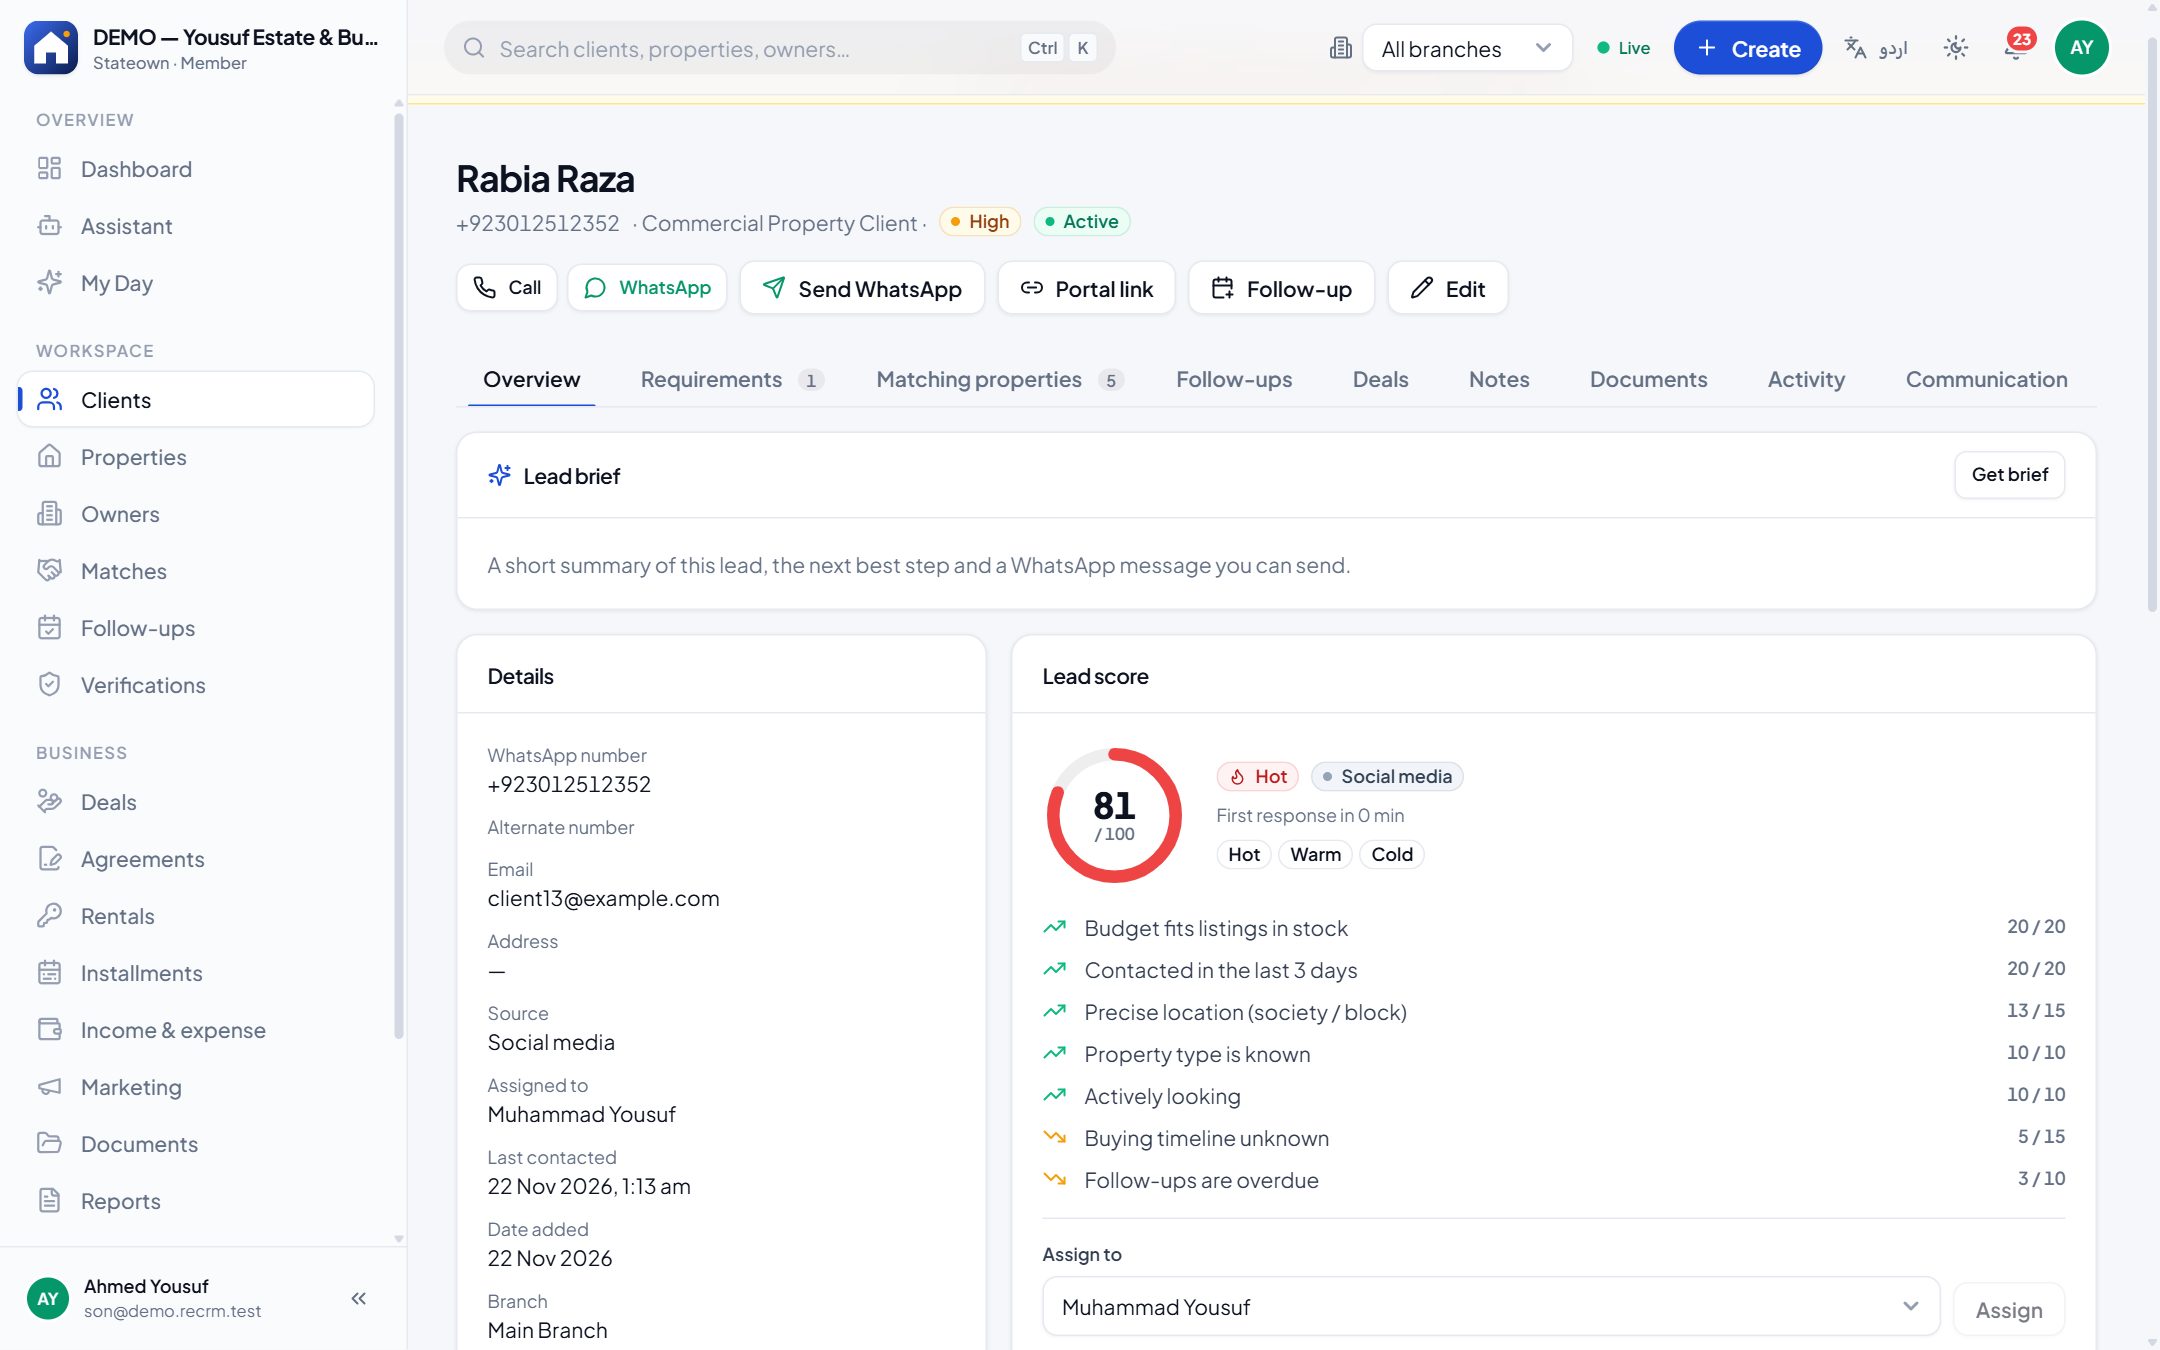 DEMO — Yousuf Estate & Bu...
Stateown · Member
OVERVIEW
Dashboard
Assistant
My Day
WORKSPACE
Clients
Properties
Owners
Matches
Follow-ups
Verifications
BUSINESS
Deals
Agreements
Rentals
Installments
Income & expense
Marketing
Documents
Reports
AY
Ahmed Yousuf
son@demo.recrm.test
Search clients, properties, owners...
Ctrl K
All branches
Live
+ Create
اردو
23
AY
Rabia Raza
+923012512352 · Commercial Property Client · High Active
Call WhatsApp Send WhatsApp Portal link Follow-up Edit
Overview Requirements 1 Matching properties 5 Follow-ups Deals Notes Documents Activity Communication
Lead brief
Get brief
A short summary of this lead, the next best step and a WhatsApp message you can send.
Details
WhatsApp number
+923012512352
Alternate number
Email
client13@example.com
Address
—
Source
Social media
Assigned to
Muhammad Yousuf
Last contacted
22 Nov 2026, 1:13 am
Date added
22 Nov 2026
Branch
Main Branch
Lead score
81
/ 100
Hot Social media
First response in 0 min
Hot Warm Cold
Budget fits listings in stock 20 / 20
Contacted in the last 3 days 20 / 20
Precise location (society / block) 13 / 15
Property type is known 10 / 10
Actively looking 10 / 10
Buying timeline unknown 5 / 15
Follow-ups are overdue 3 / 10
Assign to
Muhammad Yousuf
Assign